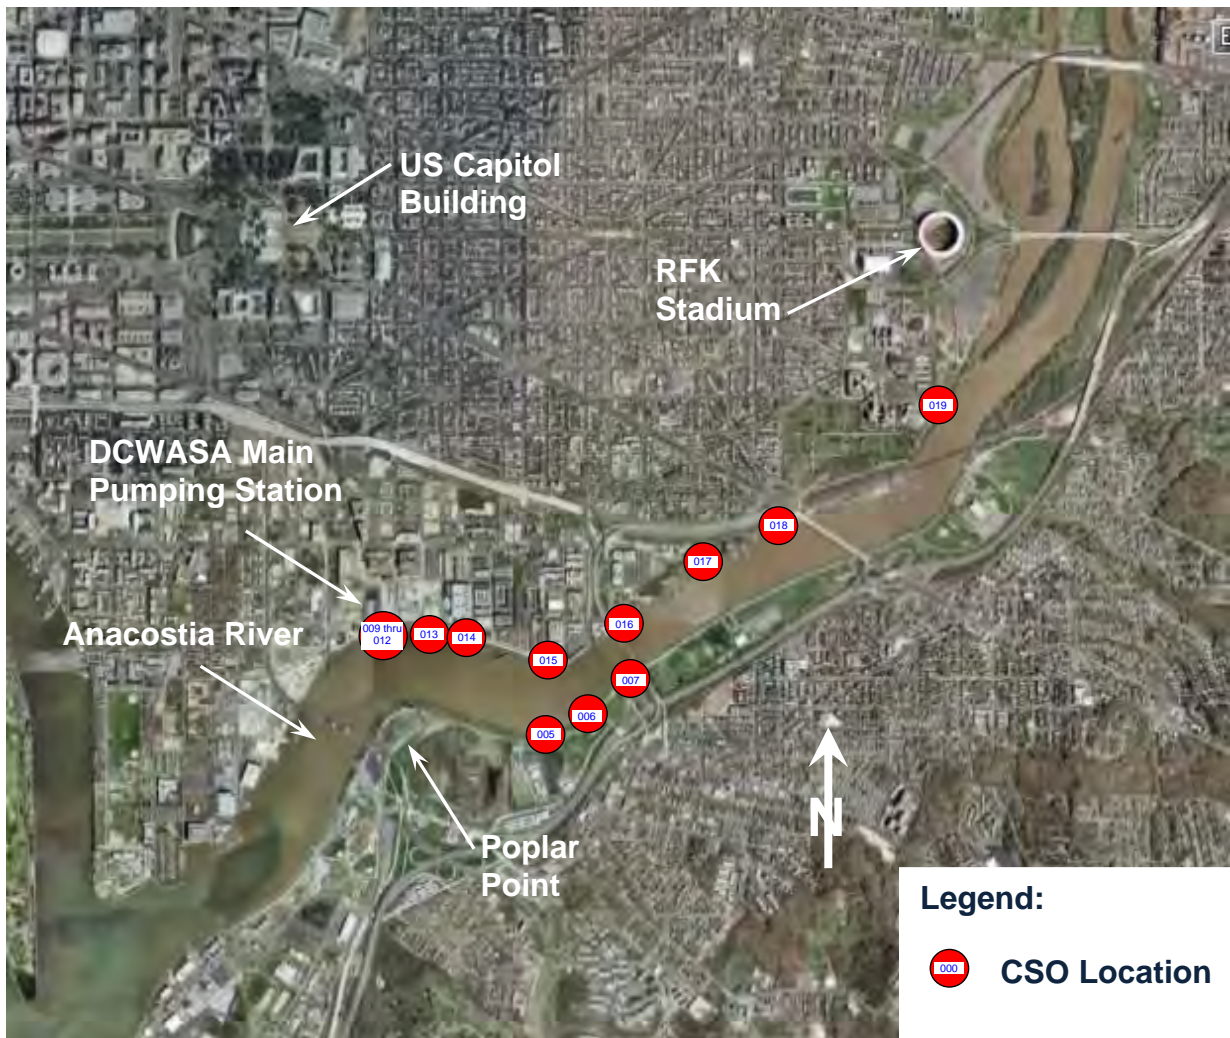 E
US Capitol
Building
RFK
Stadium
019
DCWASA Main
Pumping Station
018
017
009 thru
012
013
014
016
Anacostia River
015
007
006
005
N
Poplar
Point
Legend:
000
CSO Location